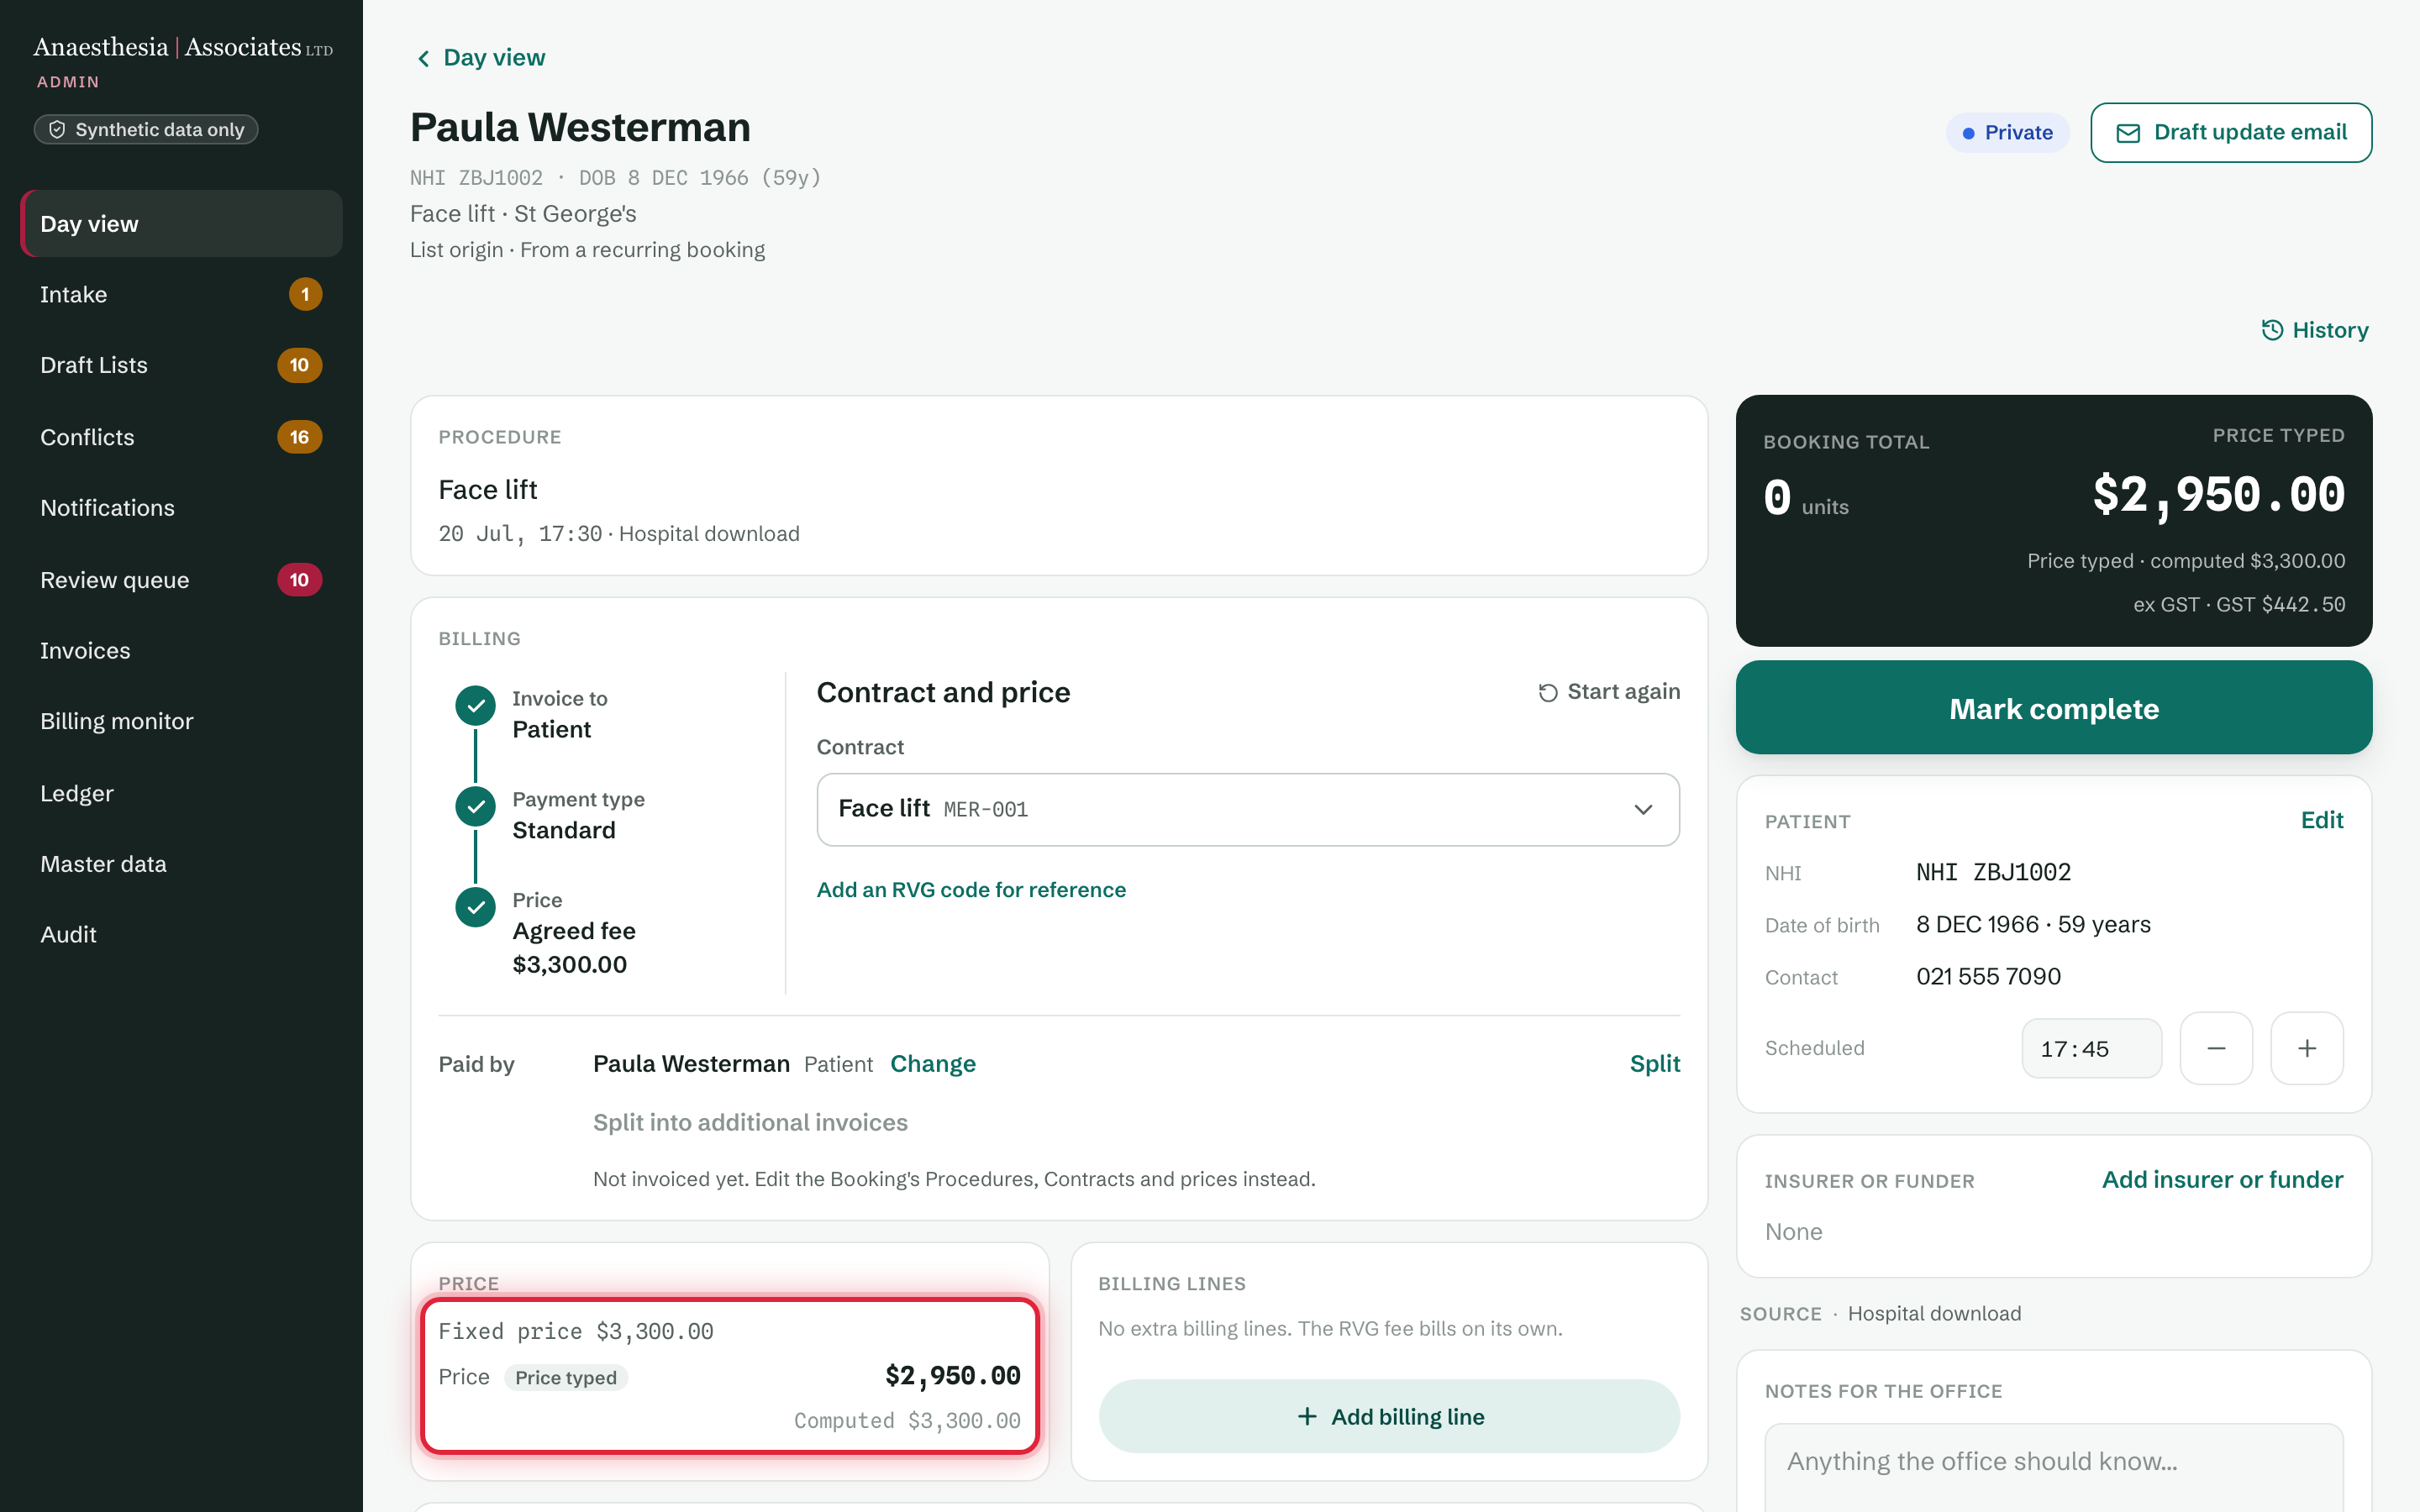 Anaesthesia | Associates LTD
ADMIN
Synthetic data only
Day view
Intake 1
Draft Lists 10
Conflicts 16
Notifications
Review queue 10
Invoices
Billing monitor
Ledger
Master data
Audit
Day view
Paula Westerman
NHI ZBJ1002 · DOB 8 DEC 1966 (59y)
Face lift · St George's
List origin · From a recurring booking
Private
Draft update email
History
PROCEDURE
Face lift
20 Jul, 17:30 · Hospital download
BILLING
Invoice to
Patient
Payment type
Standard
Price
Agreed fee
$3,300.00
Contract and price
Start again
Contract
Face lift MER-001
Add an RVG code for reference
Paid by Paula Westerman Patient Change Split
Split into additional invoices
Not invoiced yet. Edit the Booking's Procedures, Contracts and prices instead.
PRICE
Fixed price $3,300.00
Price Price typed $2,950.00
Computed $3,300.00
BILLING LINES
No extra billing lines. The RVG fee bills on its own.
+ Add billing line
BOOKING TOTAL
0 units
PRICE TYPED
$2,950.00
Price typed · computed $3,300.00
ex GST · GST $442.50
Mark complete
PATIENT Edit
NHI NHI ZBJ1002
Date of birth 8 DEC 1966 · 59 years
Contact 021 555 7090
Scheduled 17:45 − +
INSURER OR FUNDER Add insurer or funder
None
SOURCE · Hospital download
NOTES FOR THE OFFICE
Anything the office should know...